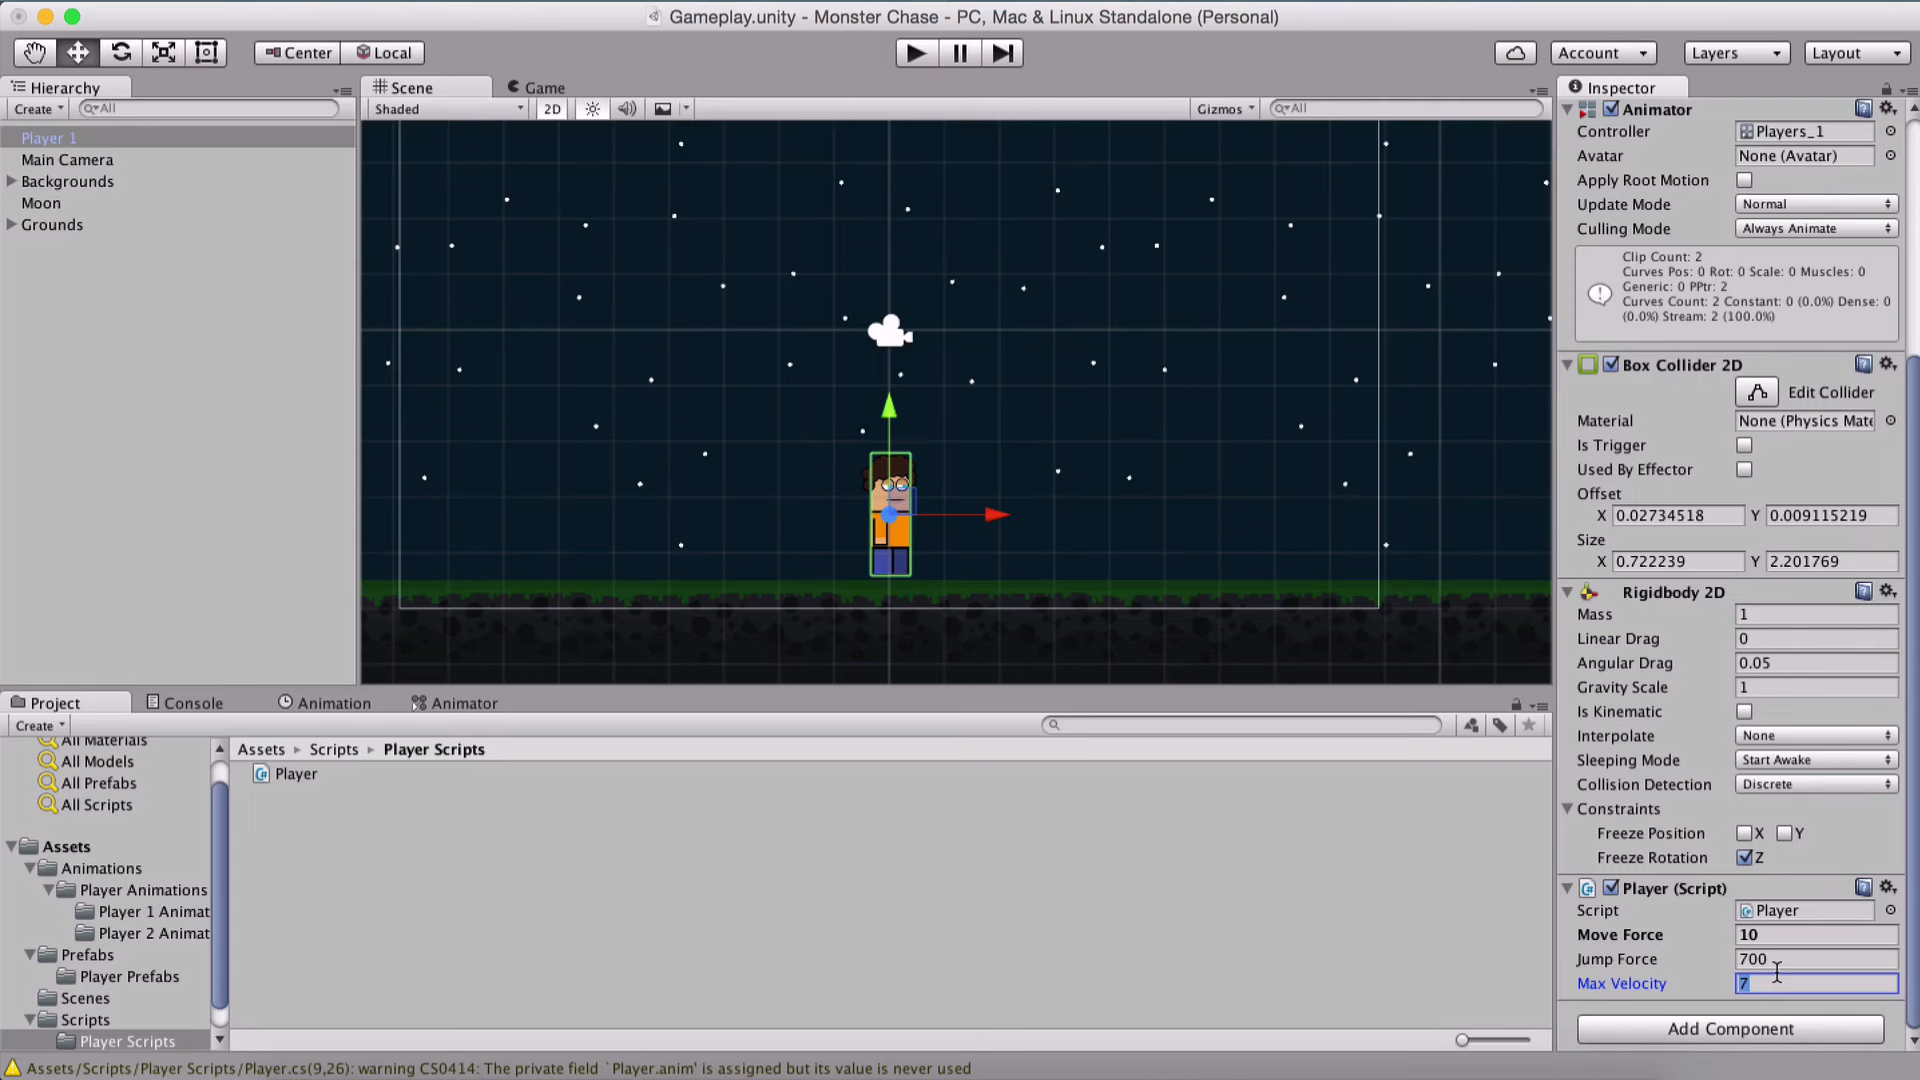 Gameplay.unity - Monster Chase - PC, Mac & Linux Standalone (Personal)
Center Local Account Layers Layout
Hierarchy
Create All
Player 1
Main Camera
Backgrounds
Moon
Grounds
Scene Game
Shaded 2D Gizmos All
Inspector
Animator
Controller Players_1
Avatar None (Avatar)
Apply Root Motion
Update Mode Normal
Culling Mode Always Animate
Clip Count: 2
Curves Pos: 0 Rot: 0 Scale: 0 Muscles: 0
Generic: 0 PPtr: 2
Curves Count: 2 Constant: 0 (0.0%) Dense: 0
(0.0%) Stream: 2 (100.0%)
Box Collider 2D
Edit Collider
Material None (Physics Mate
Is Trigger
Used By Effector
Offset
X 0.02734518 Y 0.009115219
Size
X 0.722239 Y 2.201769
Rigidbody 2D
Mass 1
Linear Drag 0
Angular Drag 0.05
Gravity Scale 1
Is Kinematic
Interpolate None
Sleeping Mode Start Awake
Collision Detection Discrete
Constraints
Freeze Position X Y
Freeze Rotation Z
Player (Script)
Script Player
Move Force 10
Jump Force 700
Max Velocity 7
Add Component
Project Console Animation Animator
Create
All Materials
All Models
All Prefabs
All Scripts
Assets
Animations
Player Animations
Player 1 Animat
Player 2 Animat
Prefabs
Player Prefabs
Scenes
Scripts
Player Scripts
Assets Scripts Player Scripts
Player
Assets/Scripts/Player Scripts/Player.cs(9,26): warning CS0414: The private field `Player.anim' is assigned but its value is never used